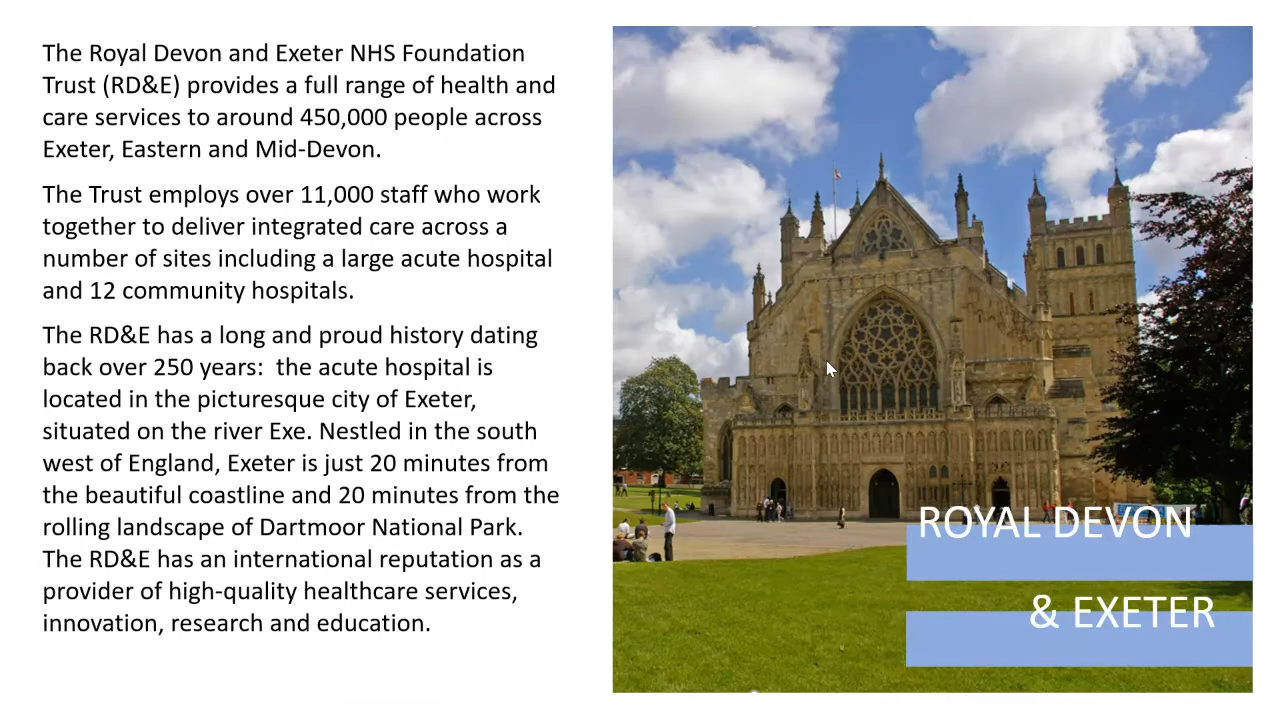 The Royal Devon and Exeter NHS Foundation
Trust (RD&E) provides a full range of health and
care services to around 450,000 people across
Exeter, Eastern and Mid-Devon.
The Trust employs over 11,000 staff who work
together to deliver integrated care across a
number of sites including a large acute hospital
and 12 community hospitals.
The RD&E has a long and proud history dating
back over 250 years:  the acute hospital is
located in the picturesque city of Exeter,
situated on the river Exe. Nestled in the south
west of England, Exeter is just 20 minutes from
the beautiful coastline and 20 minutes from the
rolling landscape of Dartmoor National Park.
The RD&E has an international reputation as a
provider of high-quality healthcare services,
innovation, research and education.
ROYAL DEVON
& EXETER